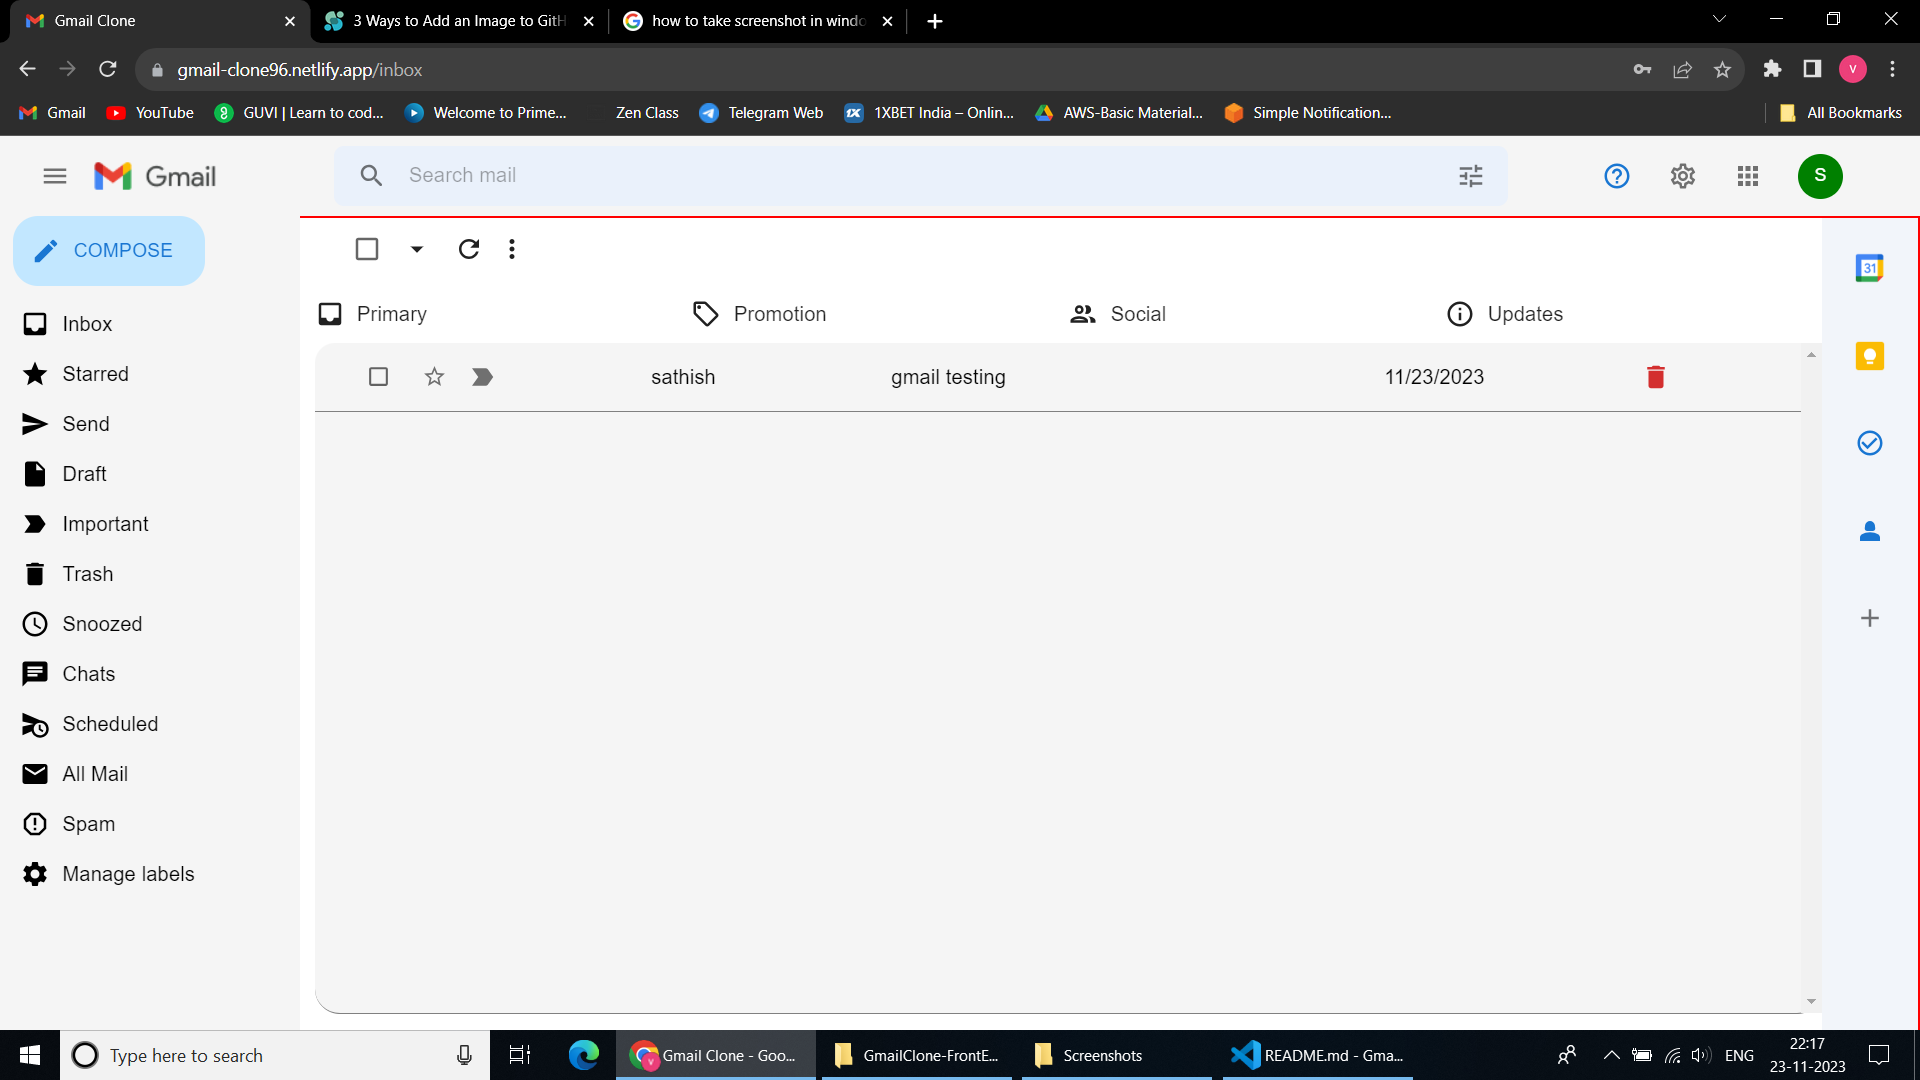 Gmail Clone
3 Ways to Add an Image to GitH
how to take screenshot in windo
gmail-clone96.netlify.app/inbox
V
Gmail
YouTube
GUVI | Learn to cod...
Welcome to Prime...
Zen Class
Telegram Web
1X
1XBET India – Onlin...
AWS-Basic Material...
Simple Notification...
All Bookmarks
Gmail
Search mail
S
COMPOSE
31
Primary
Promotion
Social
Updates
sathish
gmail testing
11/23/2023
Inbox
Starred
Send
Draft
Important
Trash
Snoozed
Chats
Scheduled
All Mail
Spam
Manage labels
Type here to search
V
Gmail Clone - Goo...
GmailClone-FrontE...
Screenshots
README.md - Gma...
ENG
22:17
23-11-2023